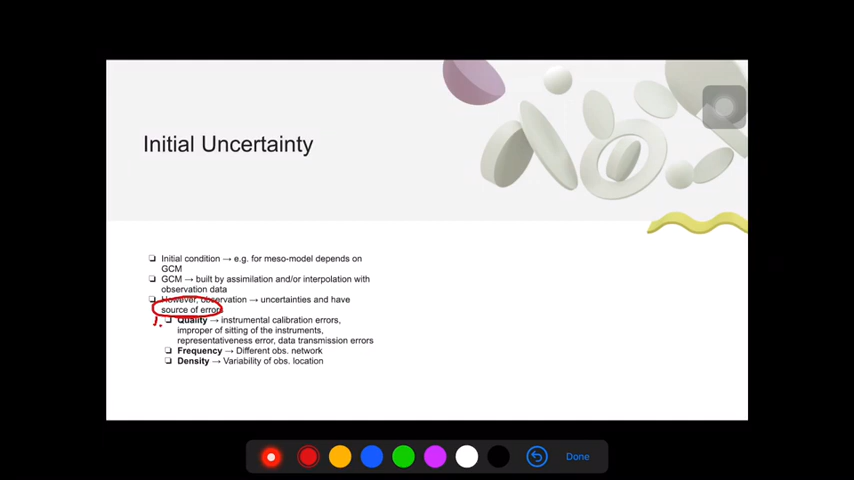 Initial Uncertainty
❑ Initial condition → e.g. for meso-model depends on
GCM
❑ GCM → built by assimilation and/or interpolation with
observation data
❑ However, observation → uncertainties and have
source of errors
1. ❑ Quality → instrumental calibration errors,
improper of sitting of the instruments,
representativeness error, data transmission errors
❑ Frequency → Different obs. network
❑ Density → Variability of obs. location
Done